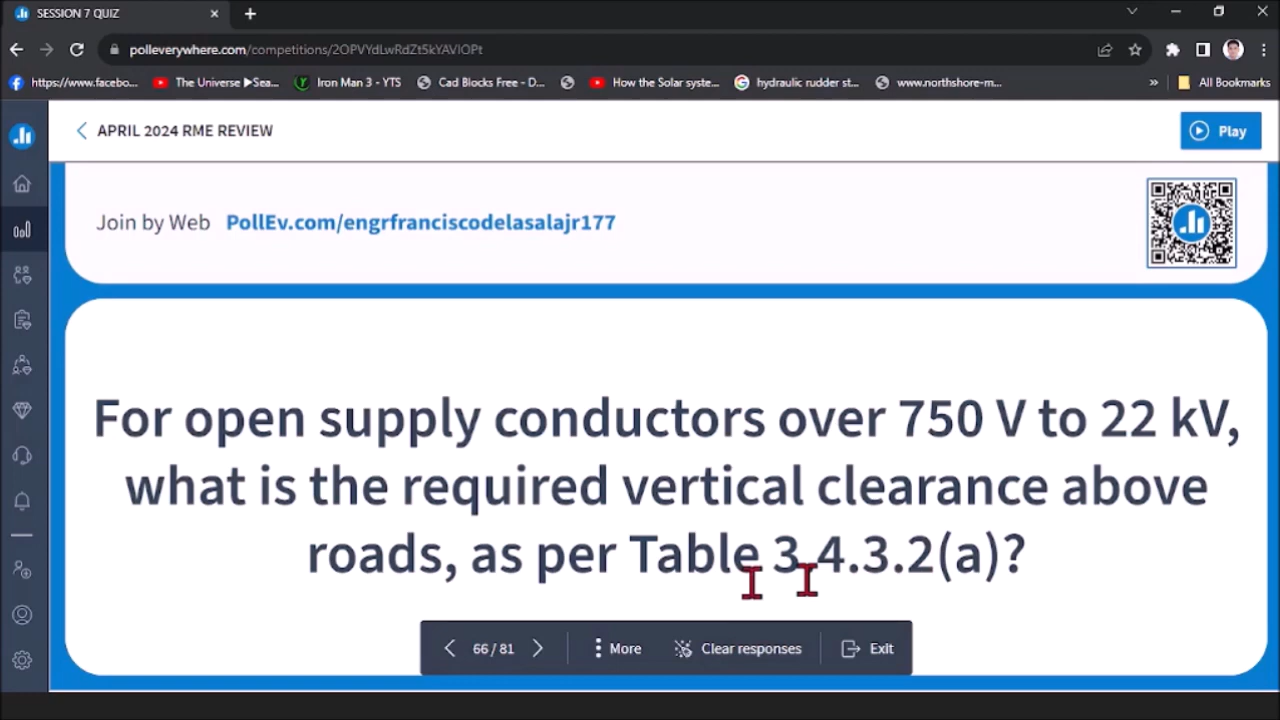 SESSION 7 QUIZ
polleverywhere.com/competitions/2OPVYdLwRdZt5kYAVIOPt
https://www.facebo... The Universe ▶Sea... Iron Man 3 - YTS Cad Blocks Free - D... How the Solar syste... hydraulic rudder st... www.northshore-m... » All Bookmarks
APRIL 2024 RME REVIEW
Play
Join by Web PollEv.com/engrfranciscodelasalajr177
For open supply conductors over 750 V to 22 kV,
what is the required vertical clearance above
roads, as per Table 3.4.3.2(a)?
66 / 81 More Clear responses Exit